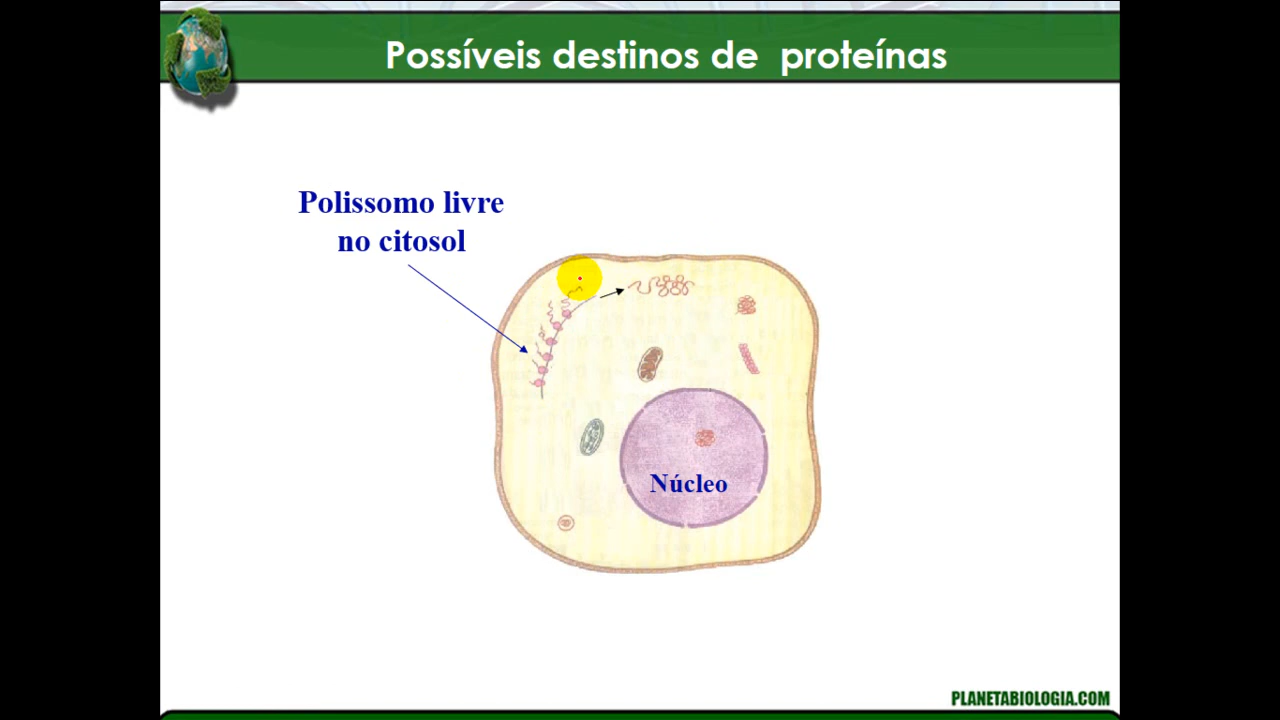 Possíveis destinos de proteínas
Polissomo livre
no citosol
Núcleo
PLANETABIOLOGIA.COM